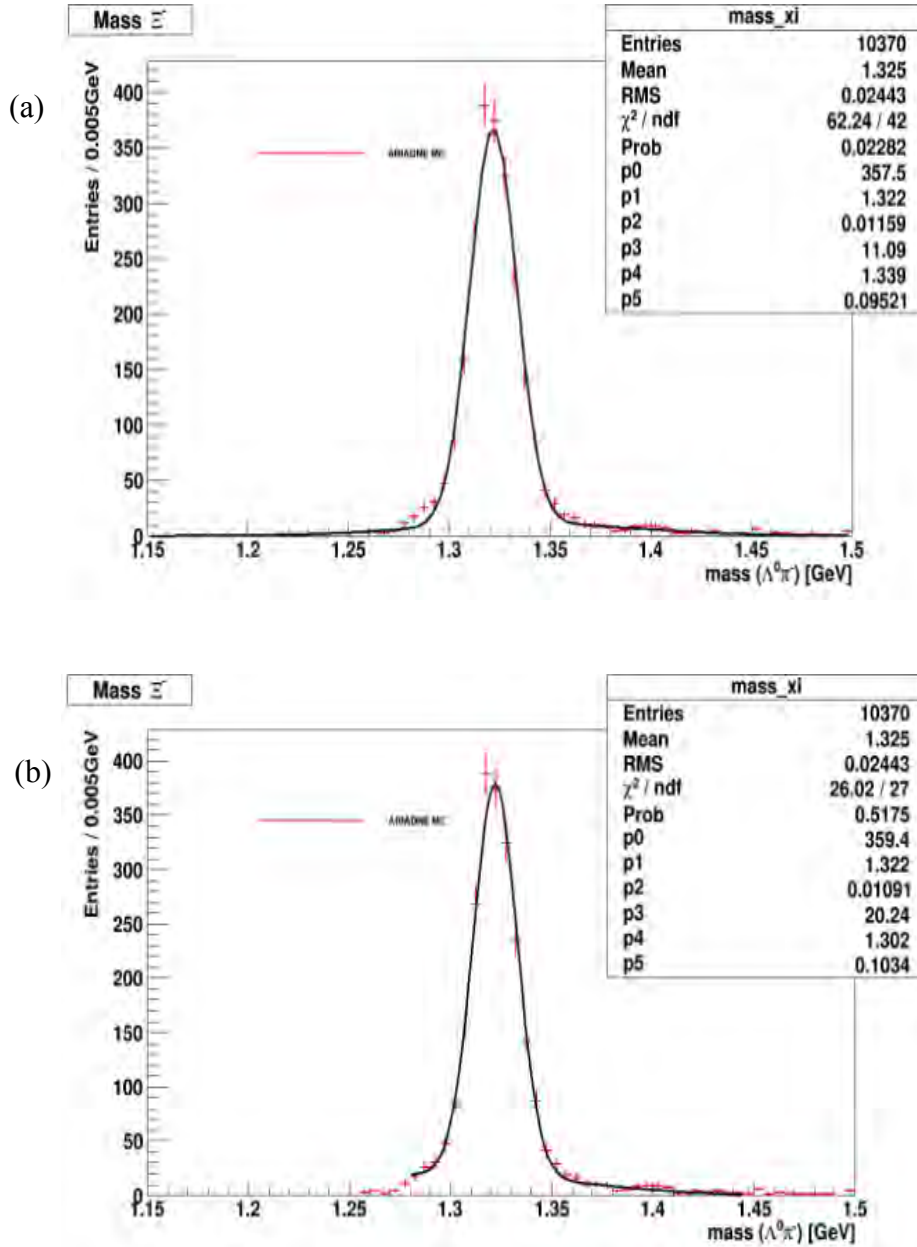 Mass Ξ⁻
mass_xi
Entries 10370
Mean 1.325
RMS 0.02443
χ² / ndf 62.24 / 42
Prob 0.02282
p0 357.5
p1 1.322
p2 0.01159
p3 11.09
p4 1.339
p5 0.09521
(a)
Entries / 0.005GeV
400
350
300
250
200
150
100
50
0
ARIADNE MC
1.15 1.2 1.25 1.3 1.35 1.4 1.45 1.5
mass (Λ⁰π⁻) [GeV]
Mass Ξ⁻
mass_xi
Entries 10370
Mean 1.325
RMS 0.02443
χ² / ndf 26.02 / 27
Prob 0.5175
p0 359.4
p1 1.322
p2 0.01091
p3 20.24
p4 1.302
p5 0.1034
(b)
Entries / 0.005GeV
400
350
300
250
200
150
100
50
0
ARIADNE MC
1.15 1.2 1.25 1.3 1.35 1.4 1.45 1.5
mass (Λ⁰π⁻) [GeV]